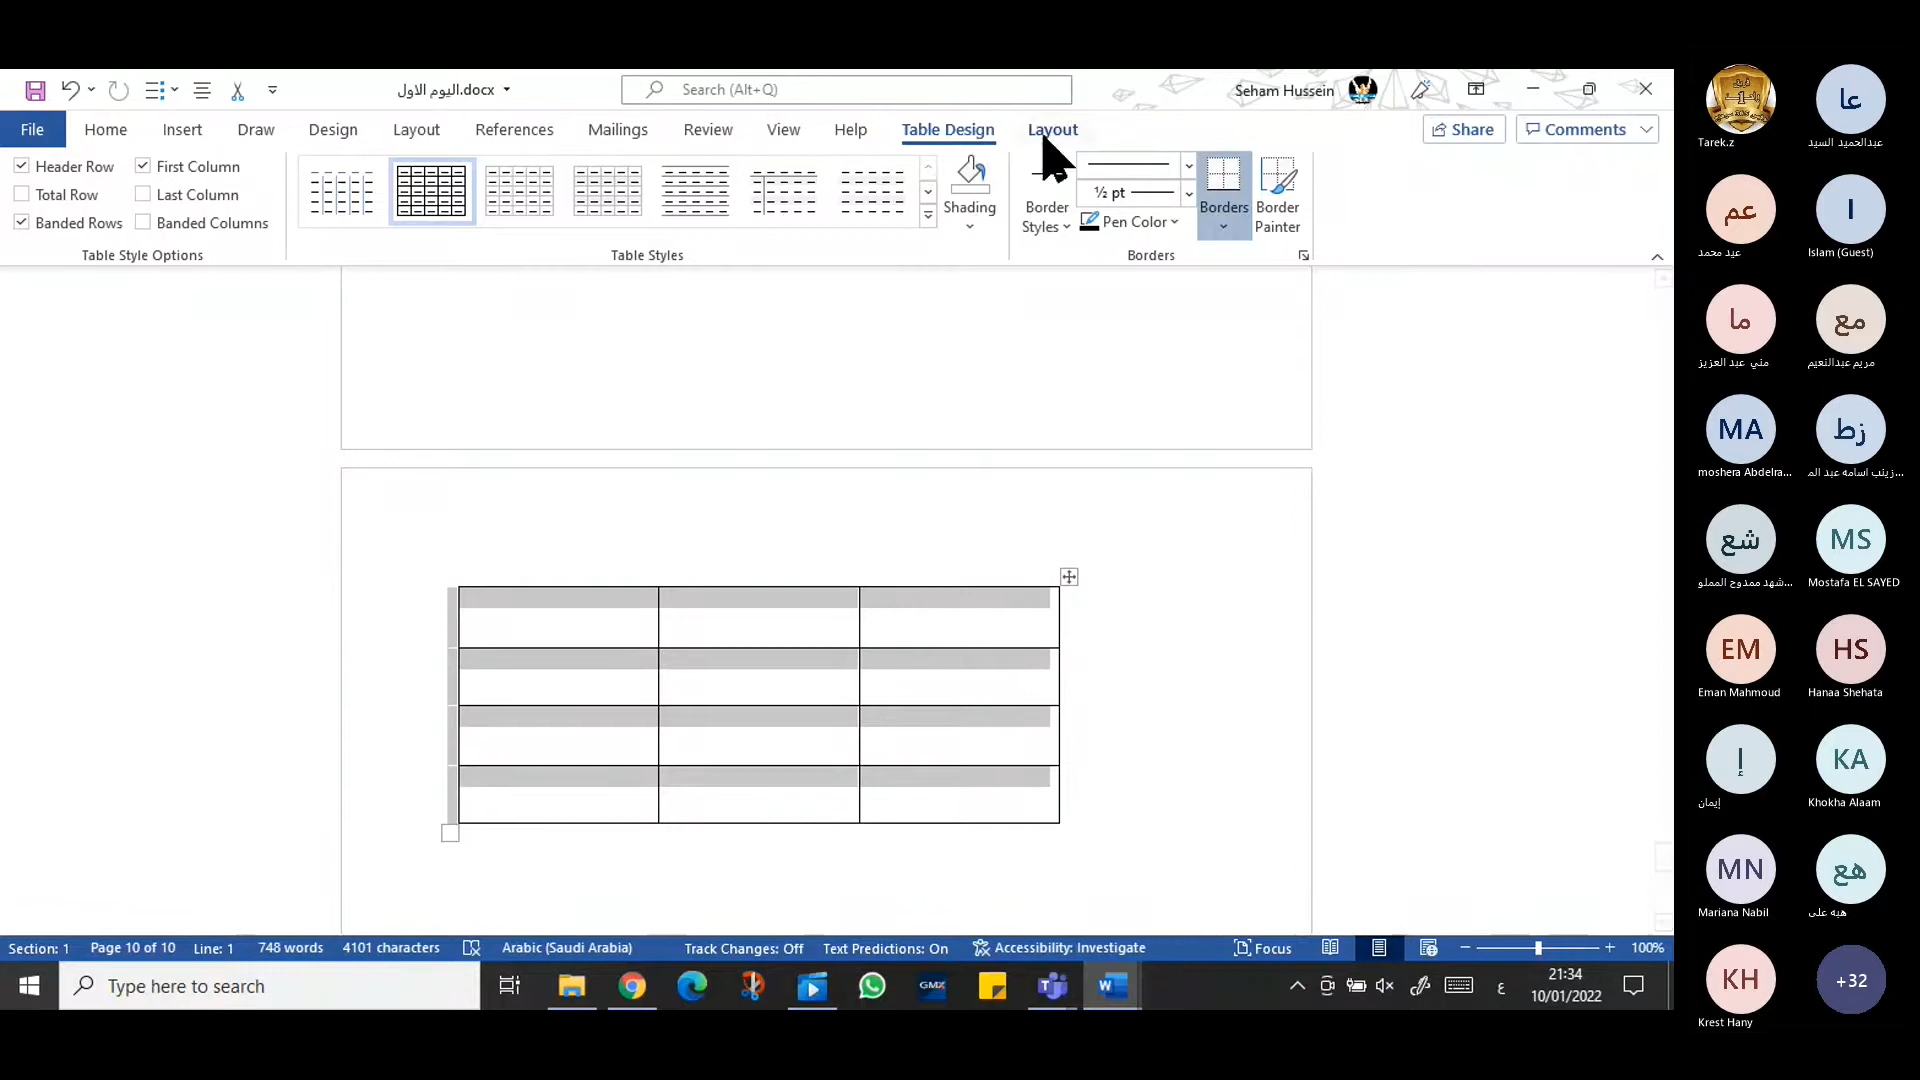 اليوم الاول.docx
Search (Alt+Q)
Seham Hussein
File
Home
Insert
Draw
Design
Layout
References
Mailings
Review
View
Help
Table Design
Layout
Share
Comments
Header Row
First Column
Total Row
Last Column
Banded Rows
Banded Columns
Table Style Options
Table Styles
Shading
Border
Styles
½ pt
Pen Color
Borders
Border
Painter
Borders
Section: 1
Page 10 of 10
Line: 1
748 words
4101 characters
Arabic (Saudi Arabia)
Track Changes: Off
Text Predictions: On
Accessibility: Investigate
Focus
100%
Type here to search
GMX
ع
21:34
10/01/2022
1
Tarek.z
عا
عبدالحميد السيد
عم
عيد محمد
I
Islam (Guest)
ما
مني عبد العزيز
مع
مريم عبدالنعيم
MA
moshera Abdelra...
زط
زينب اسامه عبد الم...
شع
شهد ممدوح المملو...
MS
Mostafa EL SAYED
EM
Eman Mahmoud
HS
Hanaa Shehata
إ
إيمان
KA
Khokha Alaam
MN
Mariana Nabil
هع
هبه على
KH
Krest Hany
+32